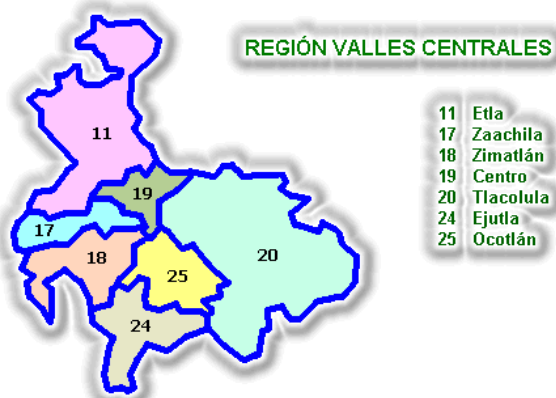 REGIÓN VALLES CENTRALES
11 Etla
17 Zaachila
18 Zimatlán
19 Centro
20 Tlacolula
24 Ejutla
25 Ocotlán
11
19
17
18
20
25
24